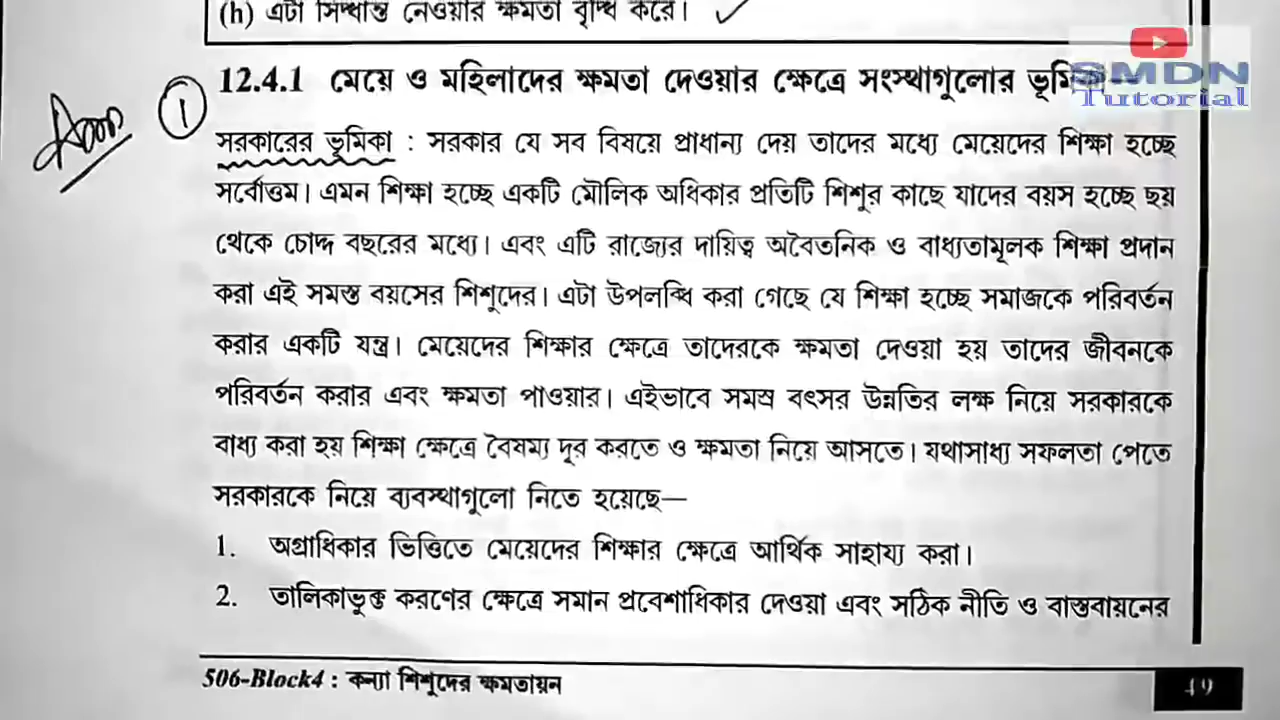 (h) এটা সিদ্ধান্ত নেওয়ার ক্ষমতা বৃদ্ধি করে।
SMDN
Tutorial
12.4.1 মেয়ে ও মহিলাদের ক্ষমতা দেওয়ার ক্ষেত্রে সংস্থাগুলোর ভূমিকা
1
সরকারের ভূমিকা : সরকার যে সব বিষয়ে প্রাধান্য দেয় তাদের মধ্যে মেয়েদের শিক্ষা হচ্ছে
সর্বোত্তম। এমন শিক্ষা হচ্ছে একটি মৌলিক অধিকার প্রতিটি শিশুর কাছে যাদের বয়স হচ্ছে ছয়
থেকে চোদ্দ বছরের মধ্যে। এবং এটি রাজ্যের দায়িত্ব অবৈতনিক ও বাধ্যতামূলক শিক্ষা প্রদান
করা এই সমস্ত বয়সের শিশুদের। এটা উপলব্ধি করা গেছে যে শিক্ষা হচ্ছে সমাজকে পরিবর্তন
করার একটি যন্ত্র। মেয়েদের শিক্ষার ক্ষেত্রে তাদেরকে ক্ষমতা দেওয়া হয় তাদের জীবনকে
পরিবর্তন করার এবং ক্ষমতা পাওয়ার। এইভাবে সমস্র বৎসর উন্নতির লক্ষ নিয়ে সরকারকে
বাধ্য করা হয় শিক্ষা ক্ষেত্রে বৈষম্য দূর করতে ও ক্ষমতা নিয়ে আসতে। যথাসাধ্য সফলতা পেতে
সরকারকে নিয়ে ব্যবস্থাগুলো নিতে হয়েছে—
1. অগ্রাধিকার ভিত্তিতে মেয়েদের শিক্ষার ক্ষেত্রে আর্থিক সাহায্য করা।
2. তালিকাভুক্ত করণের ক্ষেত্রে সমান প্রবেশাধিকার দেওয়া এবং সঠিক নীতি ও বাস্তবায়নের
506-Block4 : কন্যা শিশুদের ক্ষমতায়ন
49